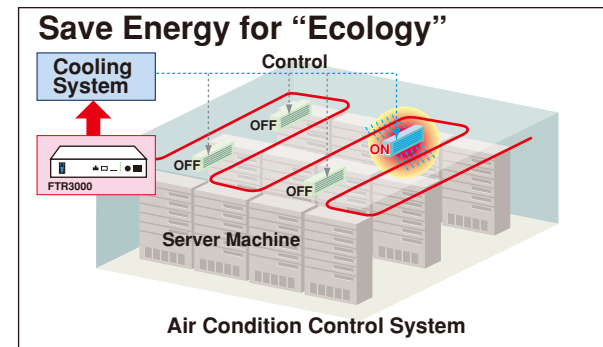 Save Energy for “Ecology”
Cooling
System
Control
OFF
ON
OFF
OFF
FTR3000
Server Machine
Air Condition Control System